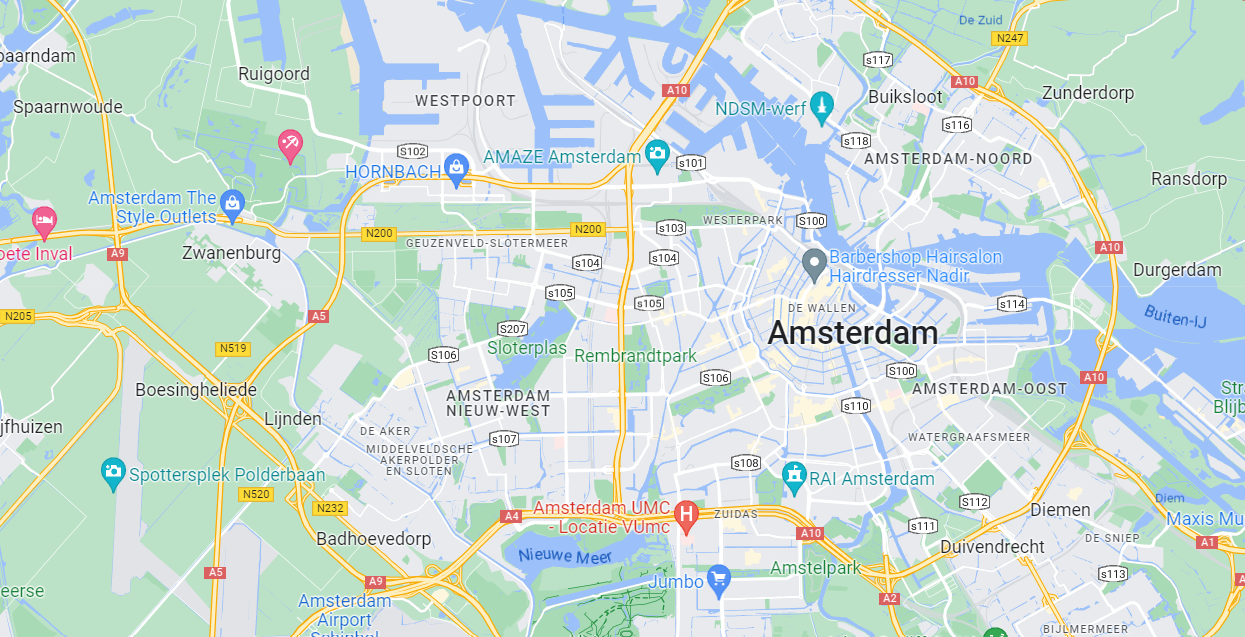 De Zuid
N247
paarndam
s117
Ruigoord
A10
A10
Buiksloot
Zunderdorp
WESTPOORT
Spaarnwoude
NDSM-werf
s116
s118
S102
AMAZE Amsterdam
s101
AMSTERDAM-NOORD
HORNBACH
Ransdorp
Amsterdam The
Style Outlets
WESTERPARK
S100
N200
N200
s103
GEUZENVELD-SLOTERMEER
oete Inval
A9
Zwanenburg
s104
s104
A10
Barbershop Hairsalon
Hairdresser Nadir
Durgerdam
s105
s105
DE WALLEN
s114
N205
A5
Buiten-IJ
S207
Amsterdam
N519
Sloterplas
S106
Rembrandtpark
S100
S106
A10
Boesingheliede
AMSTERDAM
NIEUW-WEST
AMSTERDAM-OOST
Str
Blijb
s110
Lijnden
jfhuizen
DE AKER
s107
WATERGRAAFSMEER
MIDDELVELDSCHE
AKERPOLDER
EN SLOTEN
s108
Spottersplek Polderbaan
RAI Amsterdam
N520
N232
Diem
S112
Amsterdam UMC
- Locatie VUmc
A4
ZUIDAS
Diemen
Maxis Mu
s111
A10
Badhoevedorp
DE SNIEP
A1
Duivendrecht
Nieuwe Meer
Amstelpark
A5
A9
Jumbo
s113
eerse
Amsterdam
Airport
Schiphol
A2
BIJLMERMEER